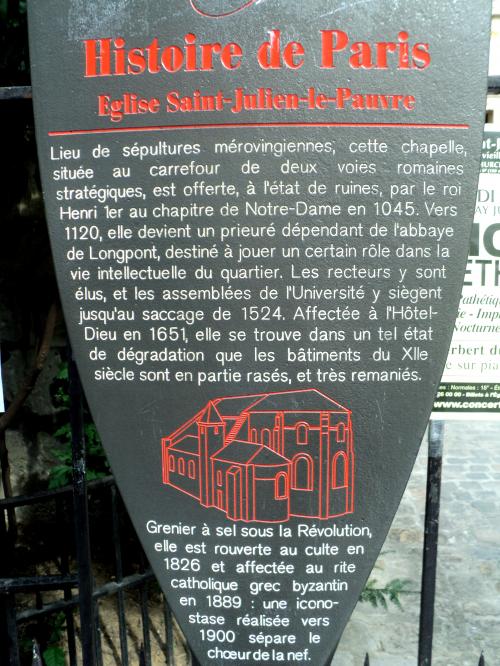 Histoire de Paris
Eglise Saint-Julien-le-Pauvre
Lieu de sépultures mérovingiennes, cette chapelle,
située au carrefour de deux voies romaines
stratégiques, est offerte, à l'état de ruines, par le roi
Henri 1er au chapitre de Notre-Dame en 1045. Vers
1120, elle devient un prieuré dépendant de l'abbaye
de Longpont, destiné à jouer un certain rôle dans la
vie intellectuelle du quartier. Les recteurs y sont
élus, et les assemblées de l'Université y siègent
jusqu'au saccage de 1524. Affectée à l'Hôtel-
Dieu en 1651, elle se trouve dans un tel état
de dégradation que les bâtiments du XIIe
siècle sont en partie rasés, et très remaniés.
Grenier à sel sous la Révolution,
elle est rouverte au culte en
1826 et affectée au rite
catholique grec byzantin
en 1889 : une icono-
stase réalisée vers
1900 sépare le
chœur de la nef.
Nocturne
sur
www.concert